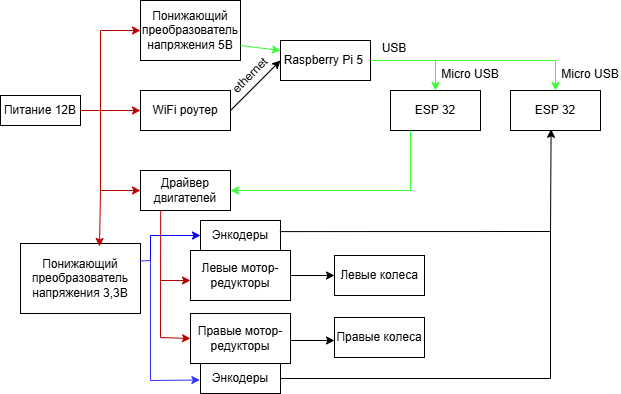 Понижающий
преобразователь
напряжения 5В
USB
Raspberry Pi 5
ethernet
Micro USB
Micro USB
Питание 12В
WiFi роутер
ESP 32
ESP 32
Драйвер
двигателей
Энкодеры
Понижающий
преобразователь
напряжения 3,3В
Левые мотор-
редукторы
Левые колеса
Правые мотор-
редукторы
Правые колеса
Энкодеры